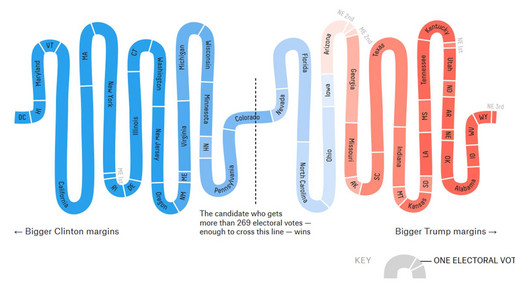 DC
HI
Maryland
VT
California
MA
New York
ME 1st
RI
DE
Illinois
CT
Washington
New Jersey
Oregon
NM
ME
Virginia
Michigan
Wisconsin
Minnesota
NH
Pennsylvania
Colorado
Nevada
Florida
North Carolina
Ohio
Iowa
Arizona
NE 2nd
ME 2nd
Georgia
Missouri
AK
SC
Texas
Indiana
MT
Kansas
SD
LA
MS
Tennessee
Kentucky
NE 1st
Utah
ND
AR
NE
OK
Alabama
ID
WV
WY
NE 3rd
The candidate who gets
more than 269 electoral votes —
enough to cross this line — wins
← Bigger Clinton margins
Bigger Trump margins →
KEY
ONE ELECTORAL VOT